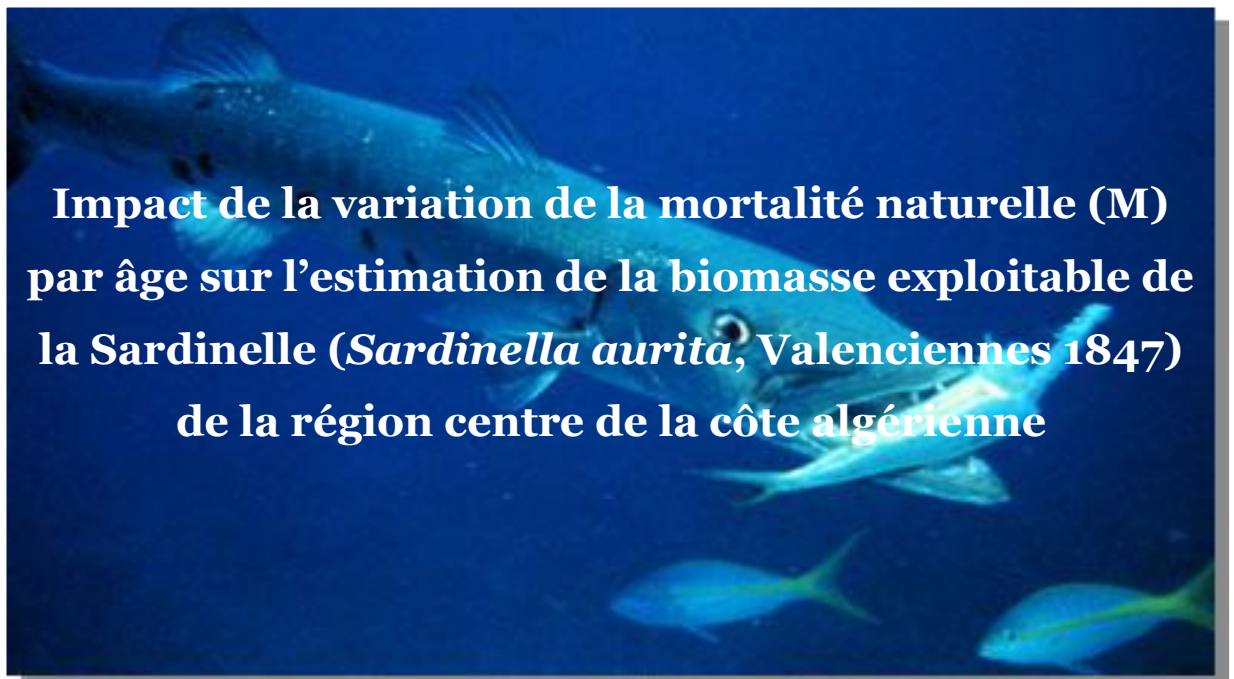 Impact de la variation de la mortalité naturelle (M)
par âge sur l’estimation de la biomasse exploitable de
la Sardinelle (Sardinella aurita, Valenciennes 1847)
de la région centre de la côte algérienne